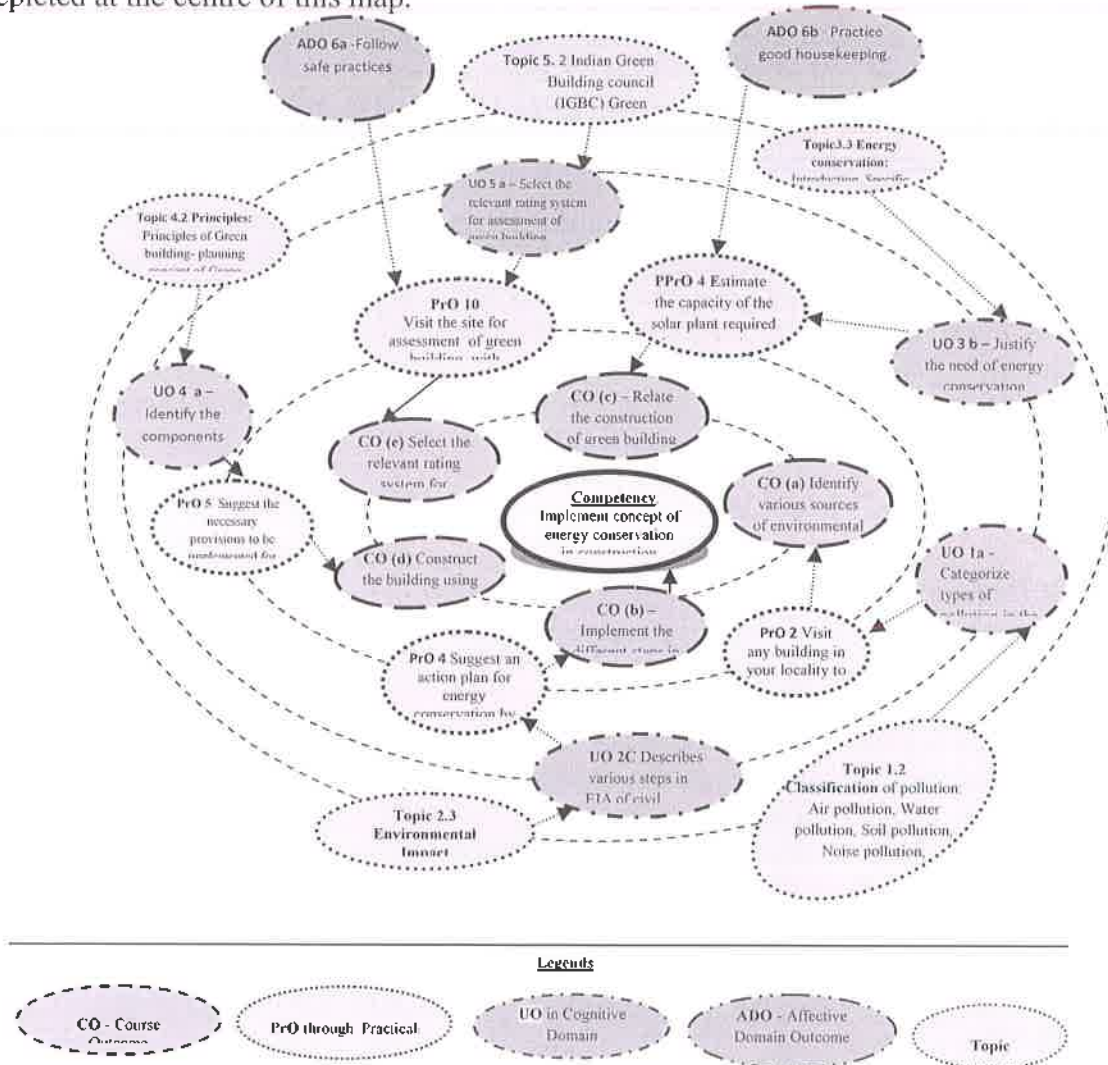 depicted at the centre of this map.
ADO 6a -Follow
safe practices
Topic 5. 2 Indian Green
Building council
(IGBC) Green
ADO 6b - Practice
good housekeeping.
Topic3.3 Energy
conservation:
Introduction, Specific
UO 5 a – Select the
relevant rating system
for assessment of
green building
Topic 4.2 Principles:
Principles of Green
building- planning
concept of Green
PrO 10
Visit the site for
assessment of green
building with
PPrO 4 Estimate
the capacity of the
solar plant required
UO 3 b – Justify
the need of energy
conservation
UO 4 a –
Identify the
components
CO (c) – Relate
the construction
of green building
CO (e) Select the
relevant rating
system for
Competency
Implement concept of
energy conservation
in construction
CO (a) Identify
various sources
of environmental
PrO 5 Suggest the
necessary
provisions to be
implemented for
CO (d) Construct
the building using
CO (b) –
Implement the
different steps in
UO 1a -
Categorize
types of
pollution in the
PrO 2 Visit
any building in
your locality to
PrO 4 Suggest an
action plan for
energy
conservation by
UO 2C Describes
various steps in
EIA of civil
Topic 2.3
Environmental
Impact
Topic 1.2
Classification of pollution:
Air pollution, Water
pollution, Soil pollution,
Noise pollution,
Legends
CO - Course
Outcome
PrO through Practical
UO in Cognitive
Domain
ADO - Affective
Domain Outcome
Topic